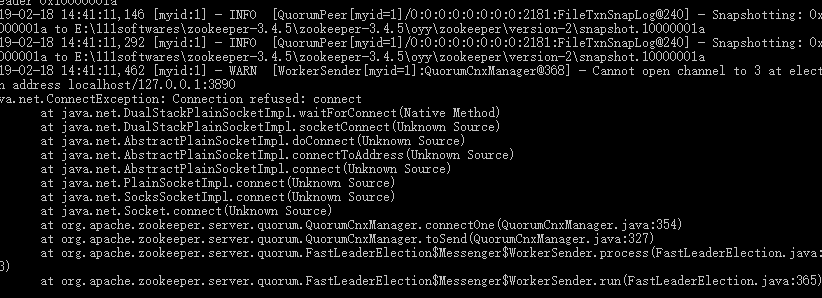 eader 0x10000001a
19-02-18 14:41:11,146 [myid:1] - INFO  [QuorumPeer[myid=1]/0:0:0:0:0:0:0:0:2181:FileTxnSnapLog@240] - Snapshotting: 0x
00000001a to E:\111softwares\zookeeper-3.4.5\zookeeper-3.4.5\oyy\zookeeper\version-2\snapshot.10000001a
19-02-18 14:41:11,292 [myid:1] - INFO  [QuorumPeer[myid=1]/0:0:0:0:0:0:0:0:2181:FileTxnSnapLog@240] - Snapshotting: 0x
00000001a to E:\111softwares\zookeeper-3.4.5\zookeeper-3.4.5\oyy\zookeeper\version-2\snapshot.10000001a
19-02-18 14:41:11,462 [myid:1] - WARN  [WorkerSender[myid=1]:QuorumCnxManager@368] - Cannot open channel to 3 at elect
n address localhost/127.0.0.1:3890
va.net.ConnectException: Connection refused: connect
at java.net.DualStackPlainSocketImpl.waitForConnect(Native Method)
at java.net.DualStackPlainSocketImpl.socketConnect(Unknown Source)
at java.net.AbstractPlainSocketImpl.doConnect(Unknown Source)
at java.net.AbstractPlainSocketImpl.connectToAddress(Unknown Source)
at java.net.AbstractPlainSocketImpl.connect(Unknown Source)
at java.net.PlainSocketImpl.connect(Unknown Source)
at java.net.SocksSocketImpl.connect(Unknown Source)
at java.net.Socket.connect(Unknown Source)
at org.apache.zookeeper.server.quorum.QuorumCnxManager.connectOne(QuorumCnxManager.java:354)
at org.apache.zookeeper.server.quorum.QuorumCnxManager.toSend(QuorumCnxManager.java:327)
at org.apache.zookeeper.server.quorum.FastLeaderElection$Messenger$WorkerSender.process(FastLeaderElection.java:
3)
at org.apache.zookeeper.server.quorum.FastLeaderElection$Messenger$WorkerSender.run(FastLeaderElection.java:365)